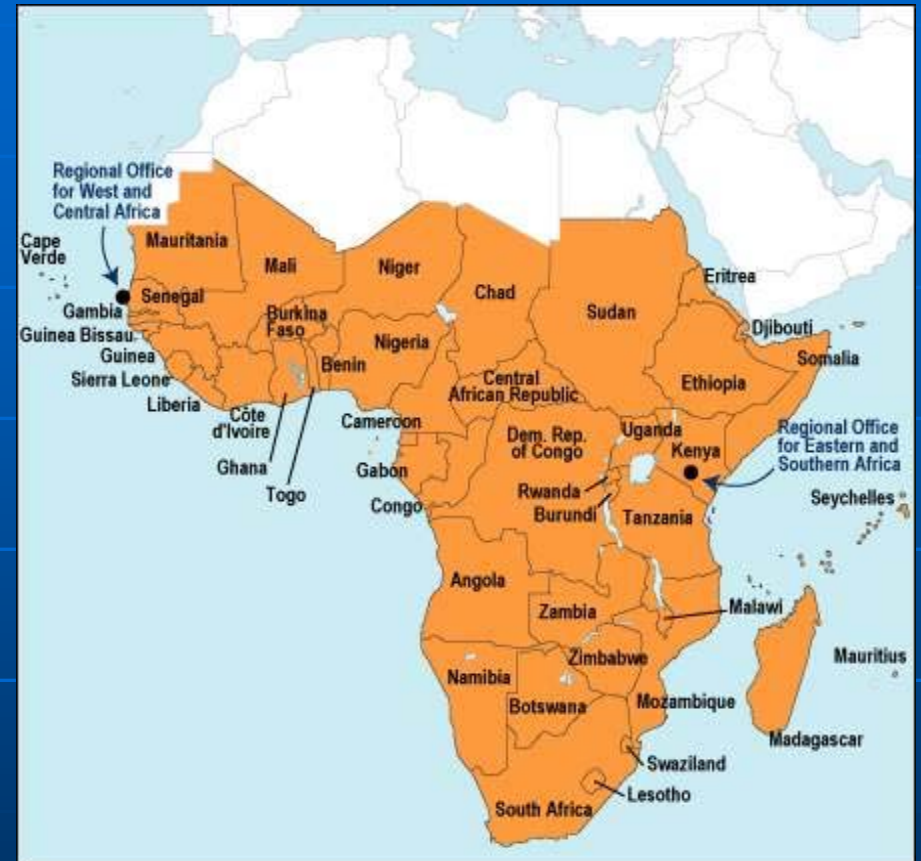 Regional Office
for West and
Central Africa
Cape
Verde
Mauritania
Mali
Niger
Chad
Sudan
Eritrea
Senegal
Gambia
Burkina
Faso
Djibouti
Guinea Bissau
Guinea
Nigeria
Benin
Somalia
Sierra Leone
Central
African Republic
Ethiopia
Liberia
Côte
d'Ivoire
Cameroon
Dem. Rep.
of Congo
Uganda
Kenya
Regional Office
for Eastern and
Southern Africa
Ghana
Gabon
Togo
Congo
Rwanda
Burundi
Tanzania
Seychelles
Angola
Zambia
Malawi
Zimbabwe
Mauritius
Namibia
Botswana
Mozambique
Madagascar
Swaziland
Lesotho
South Africa